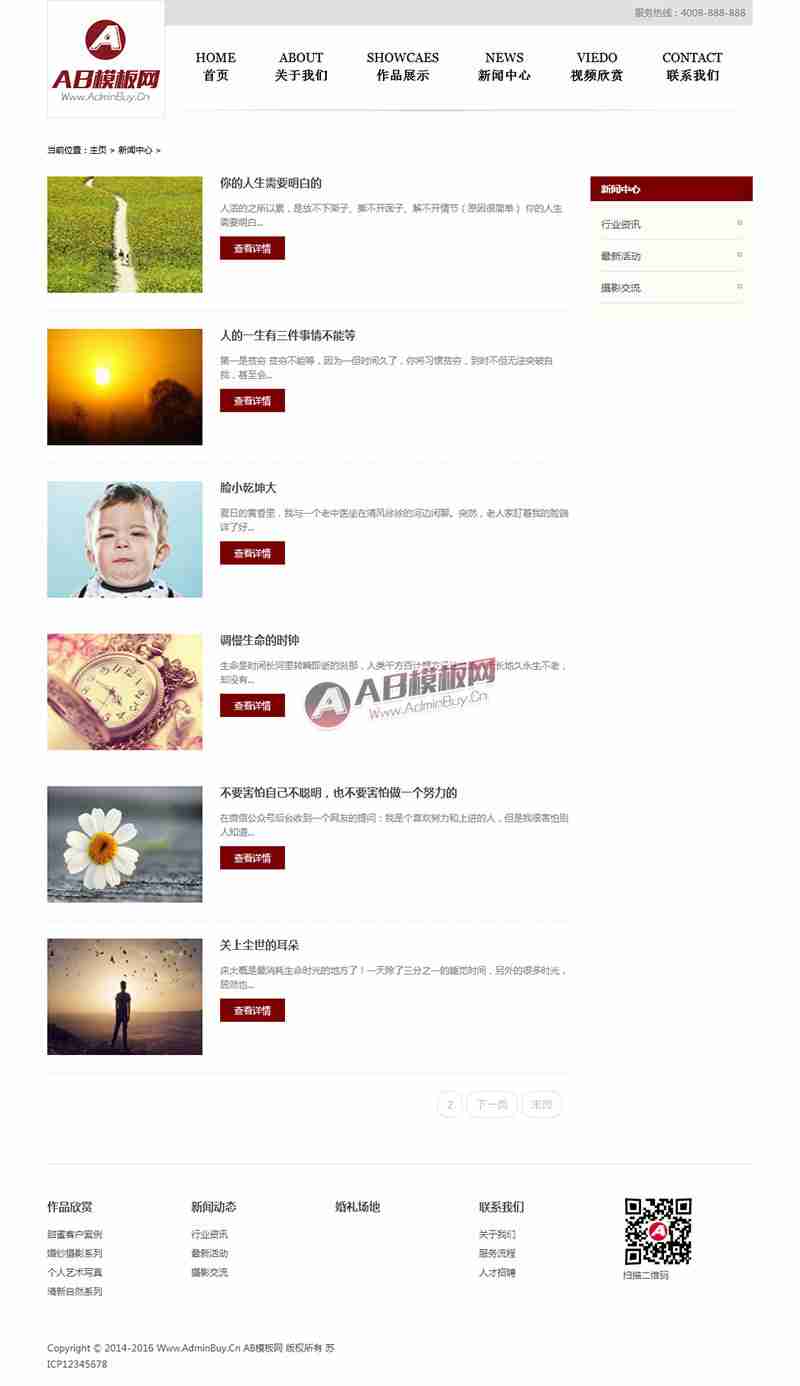 服务热线：4008-888-888
AB模板网
Www.AdminBuy.Cn
HOME ABOUT SHOWCAES NEWS VIEDO CONTACT
首页 关于我们 作品展示 新闻中心 视频欣赏 联系我们
当前位置：主页 > 新闻中心 >
你的人生需要明白的
人活的之所以累，是放不下架子、撕不开面子、解不开情节（原因很简单） 你的人生
需要明白...
查看详情
新闻中心
行业资讯
最新活动
摄影交流
人的一生有三件事情不能等
第一是贫穷 贫穷不能等，因为一但时间久了，你将习惯贫穷，到时不但无法突破自
我，甚至会...
查看详情
脸小乾坤大
夏日的黄昏里，我与一个老中医坐在清风徐徐的河边闲聊。突然，老人家盯着我的脸端
详了好...
查看详情
调慢生命的时钟
生命是时间长河里转瞬即逝的刹那，人类千方百计想方设法 长地久永生不老，
却没有...
查看详情
AB模板网
Www.AdminBuy.Cn
不要害怕自己不聪明，也不要害怕做一个努力的
在微信公众号后台收到一个网友的提问：我是个喜欢努力和上进的人，但是我很害怕别
人知道...
查看详情
关上尘世的耳朵
床大概是最消耗生命时光的地方了！一天除了三分之一的睡觉时间，另外的很多时光，
居然也...
查看详情
2 下一页 末页
作品欣赏 新闻动态 婚礼场地 联系我们
甜蜜客户案例 行业资讯 关于我们
婚纱摄影系列 最新活动 服务流程
个人艺术写真 摄影交流 人才招聘
清新自然系列
扫描二维码
Copyright © 2014-2016 Www.AdminBuy.Cn AB模板网 版权所有 苏
ICP12345678